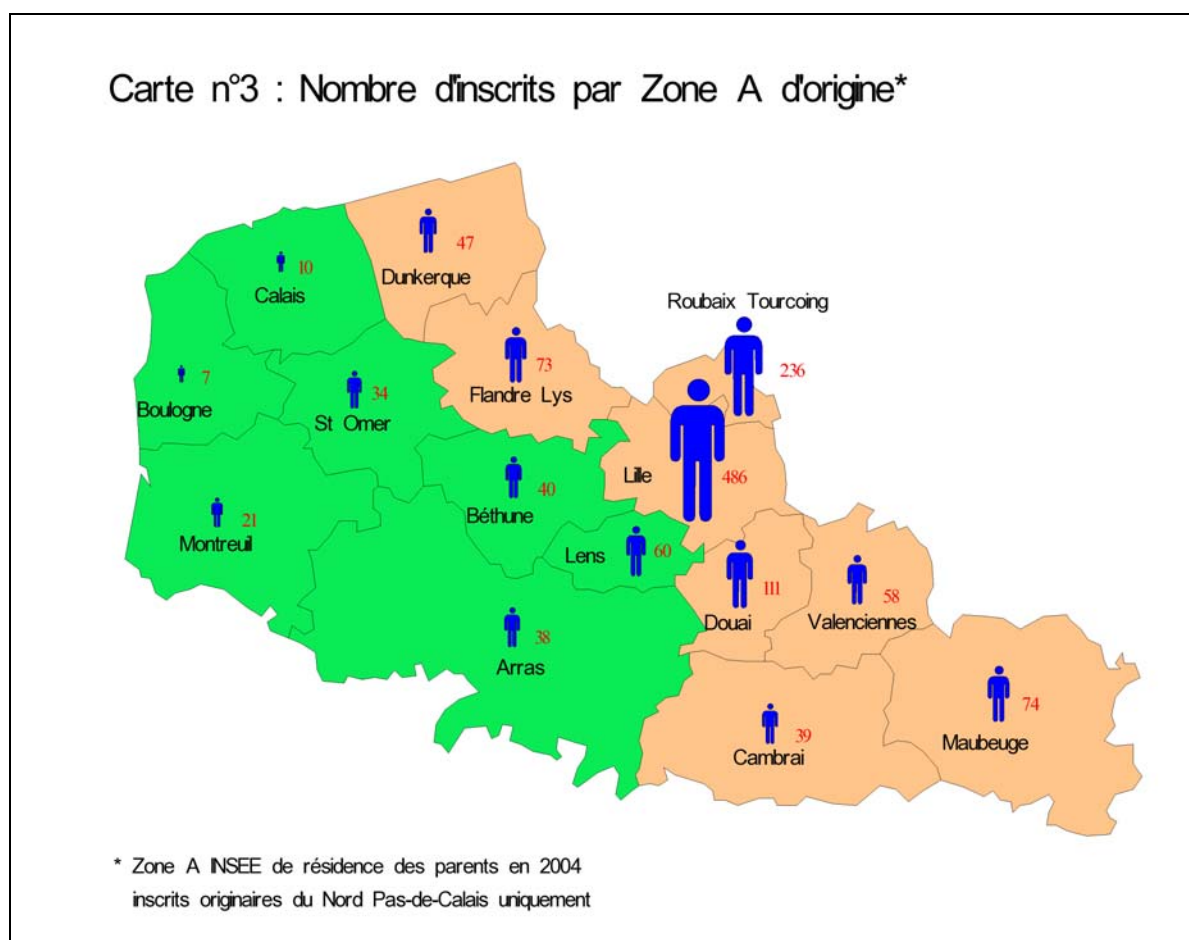 Carte n°3 : Nombre d'inscrits par Zone A d'origine*
47
Dunkerque
10
Calais
Roubaix Tourcoing
236
73
Flandre Lys
7
Boulogne
34
St Omer
Lille
486
40
Béthune
21
Montreuil
Lens
60
111
Douai
58
Valenciennes
38
Arras
74
Maubeuge
39
Cambrai
* Zone A INSEE de résidence des parents en 2004
inscrits originaires du Nord Pas-de-Calais uniquement